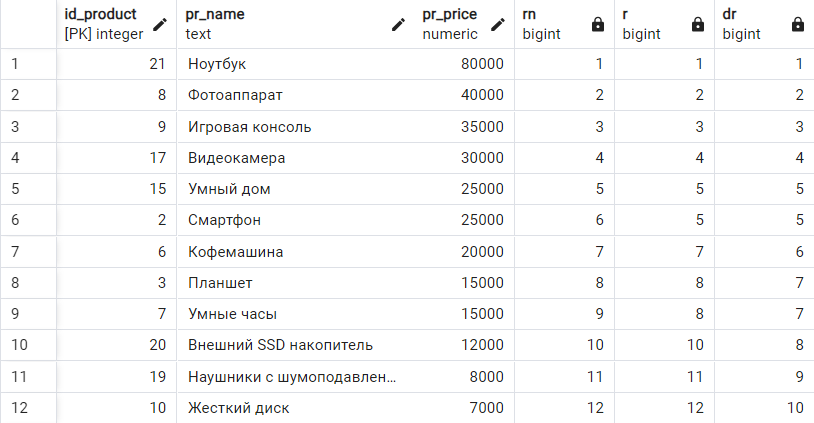 id_product pr_name pr_price rn r dr
[PK] integer text numeric bigint bigint bigint
1 21 Ноутбук 80000 1 1 1
2 8 Фотоаппарат 40000 2 2 2
3 9 Игровая консоль 35000 3 3 3
4 17 Видеокамера 30000 4 4 4
5 15 Умный дом 25000 5 5 5
6 2 Смартфон 25000 6 5 5
7 6 Кофемашина 20000 7 7 6
8 3 Планшет 15000 8 8 7
9 7 Умные часы 15000 9 8 7
10 20 Внешний SSD накопитель 12000 10 10 8
11 19 Наушники с шумоподавлен… 8000 11 11 9
12 10 Жесткий диск 7000 12 12 10